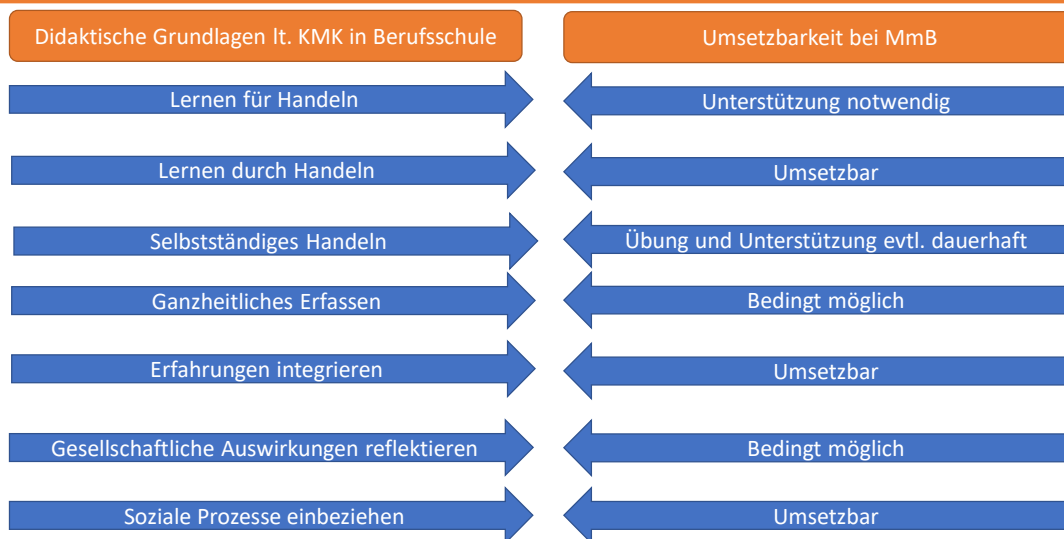 Didaktische Grundlagen lt. KMK in Berufsschule
Umsetzbarkeit bei MmB
Lernen für Handeln
Unterstützung notwendig
Lernen durch Handeln
Umsetzbar
Selbstständiges Handeln
Übung und Unterstützung evtl. dauerhaft
Ganzheitliches Erfassen
Bedingt möglich
Erfahrungen integrieren
Umsetzbar
Gesellschaftliche Auswirkungen reflektieren
Bedingt möglich
Soziale Prozesse einbeziehen
Umsetzbar